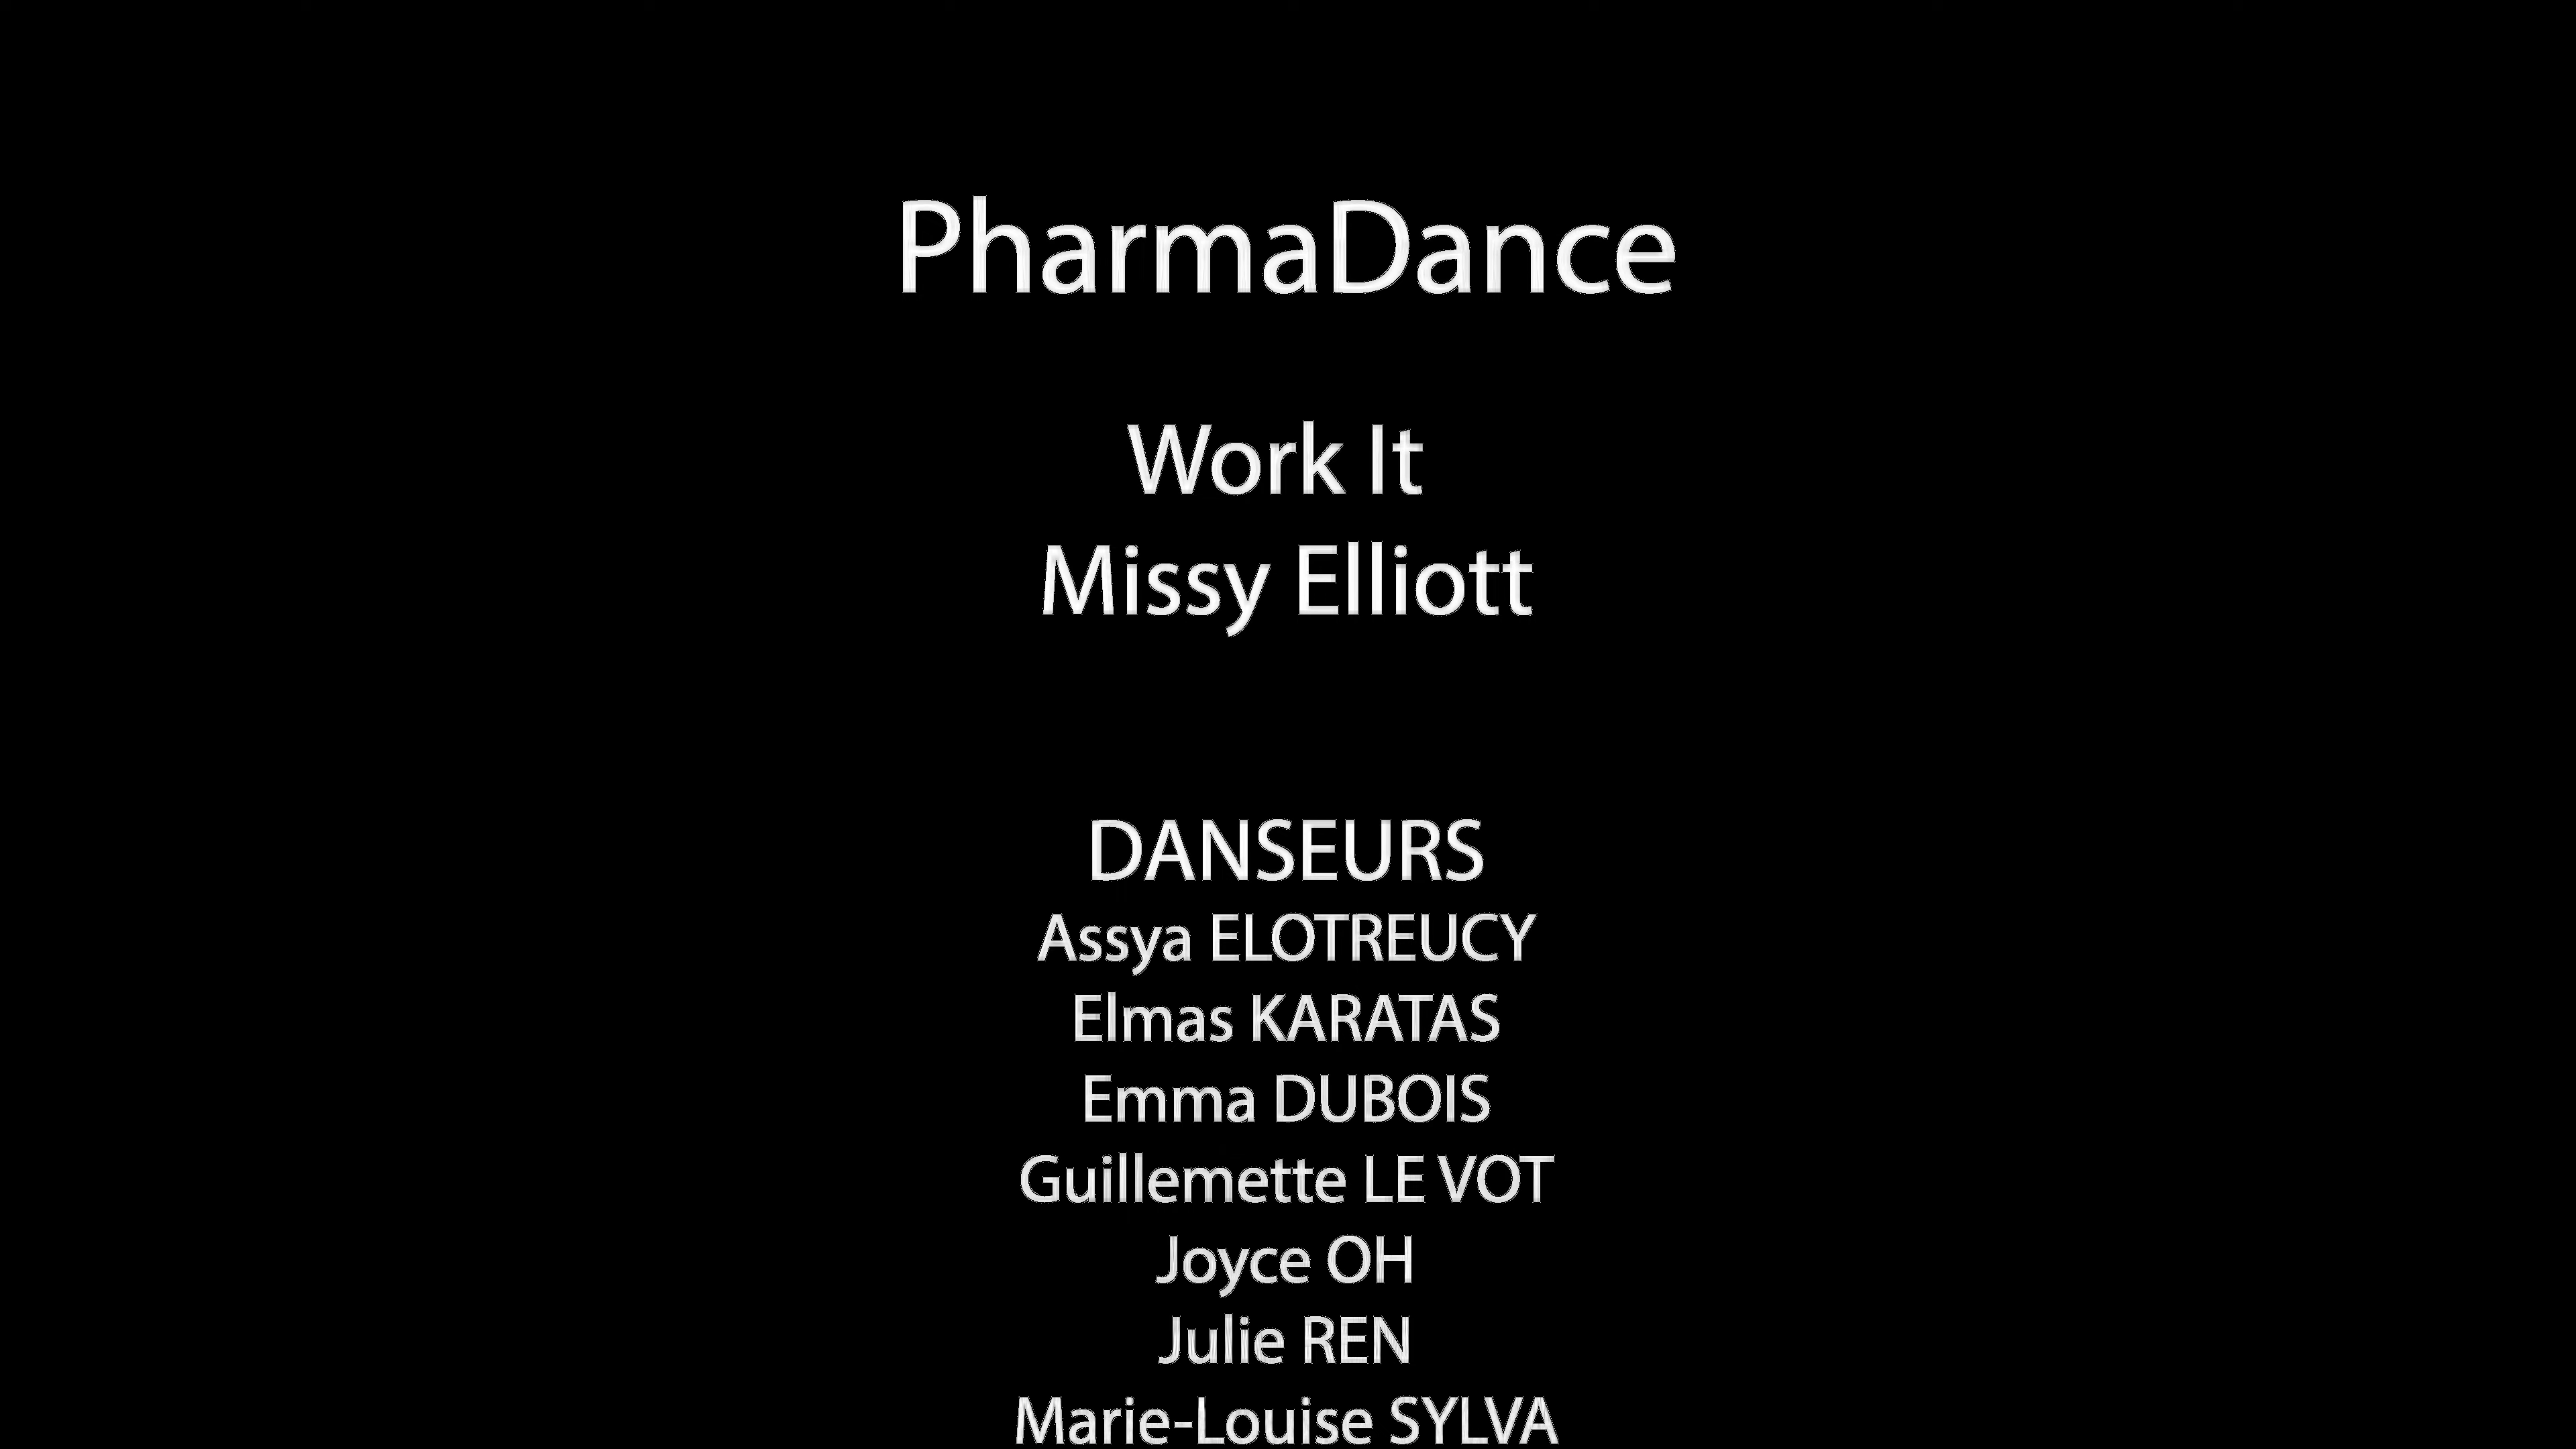 PharmaDance
Work It
Missy Elliott
DANSEURS
Assya ELOTREUCY
Elmas KARATAS
Emma DUBOIS
Guillemette LE VOT
Joyce OH
Julie REN
Marie-Louise SYLVA